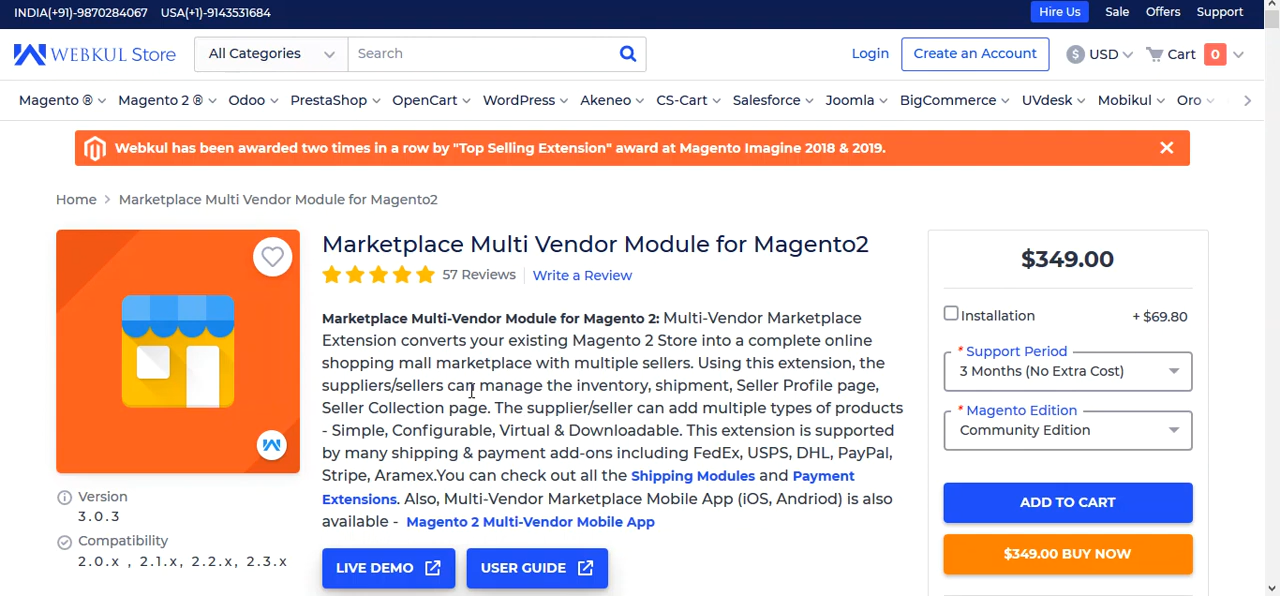 INDIA(+91)-9870284067 USA(+1)-9143531684 Hire Us Sale Offers Support
WEBKUL Store All Categories Search Login Create an Account $ USD Cart 0
Magento ® Magento 2 ® Odoo PrestaShop OpenCart WordPress Akeneo CS-Cart Salesforce Joomla BigCommerce UVdesk Mobikul Oro
Webkul has been awarded two times in a row by "Top Selling Extension" award at Magento Imagine 2018 & 2019.
Home > Marketplace Multi Vendor Module for Magento2
Marketplace Multi Vendor Module for Magento2
57 Reviews Write a Review
Marketplace Multi-Vendor Module for Magento 2: Multi-Vendor Marketplace
Extension converts your existing Magento 2 Store into a complete online
shopping mall marketplace with multiple sellers. Using this extension, the
suppliers/sellers can manage the inventory, shipment, Seller Profile page,
Seller Collection page. The supplier/seller can add multiple types of products
- Simple, Configurable, Virtual & Downloadable. This extension is supported
by many shipping & payment add-ons including FedEx, USPS, DHL, PayPal,
Stripe, Aramex.You can check out all the Shipping Modules and Payment
Extensions. Also, Multi-Vendor Marketplace Mobile App (iOS, Andriod) is also
available - Magento 2 Multi-Vendor Mobile App
LIVE DEMO USER GUIDE
Version
3.0.3
Compatibility
2.0.x , 2.1.x, 2.2.x, 2.3.x
$349.00
Installation + $69.80
* Support Period
3 Months (No Extra Cost)
* Magento Edition
Community Edition
ADD TO CART
$349.00 BUY NOW